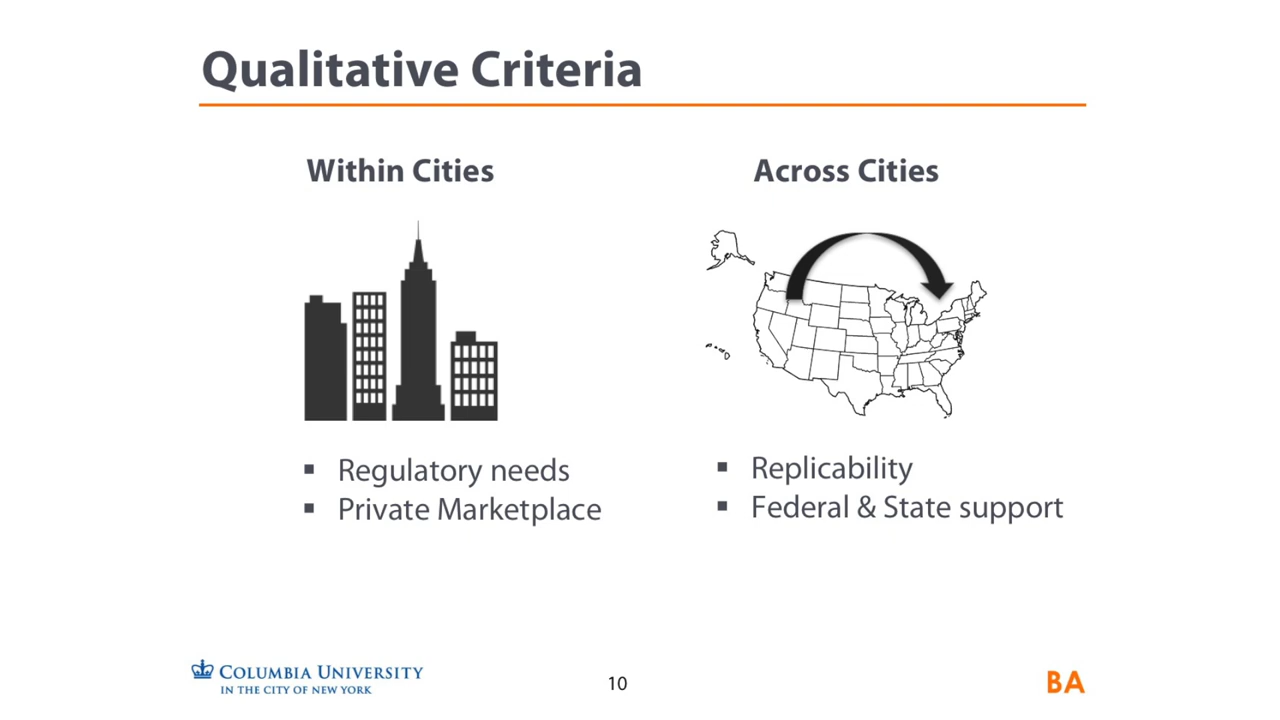 Qualitative Criteria
Within Cities
▪ Regulatory needs
▪ Private Marketplace
Across Cities
▪ Replicability
▪ Federal & State support
COLUMBIA UNIVERSITY
IN THE CITY OF NEW YORK
10
BA